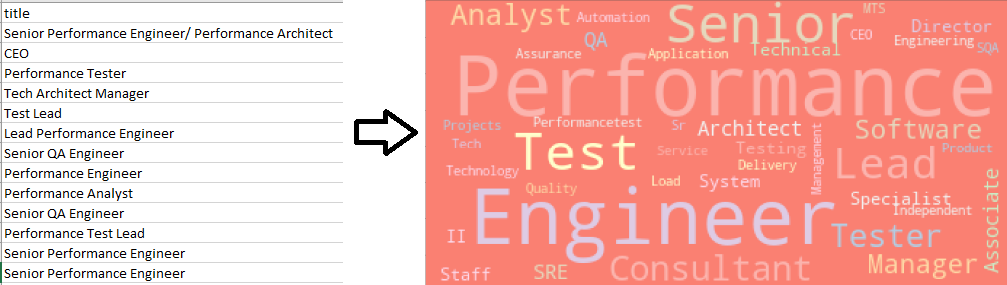 title
Senior Performance Engineer/ Performance Architect
CEO
Performance Tester
Tech Architect Manager
Test Lead
Lead Performance Engineer
Senior QA Engineer
Performance Engineer
Performance Analyst
Senior QA Engineer
Performance Test Lead
Senior Performance Engineer
Senior Performance Engineer
Analyst
Automation
Senior
MTS
Director
QA
CEO
Engineering
Assurance
Application
Technical
SQA
Performance
Projects
Performancetest
Sr
Architect
Software
Tech
Test
Service
Testing
Management
Product
Technology
Delivery
Lead
Quality
Load
System
Specialist
Independent
Associate
Engineer
II
Tester
Staff
SRE
Consultant
Manager